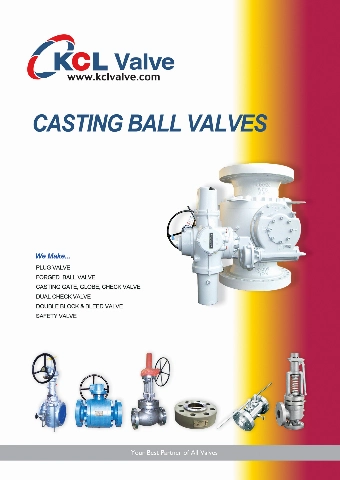 KCL Valve
www.kclvalve.com
CASTING BALL VALVES
We Make...
PLUG VALVE
FORGED BALL VALVE
CASTING GATE, GLOBE, CHECK VALVE
DUAL CHECK VALVE
DOUBLE BLOCK & BLEED VALVE
SAFETY VALVE
Your Best Partner of All Valves